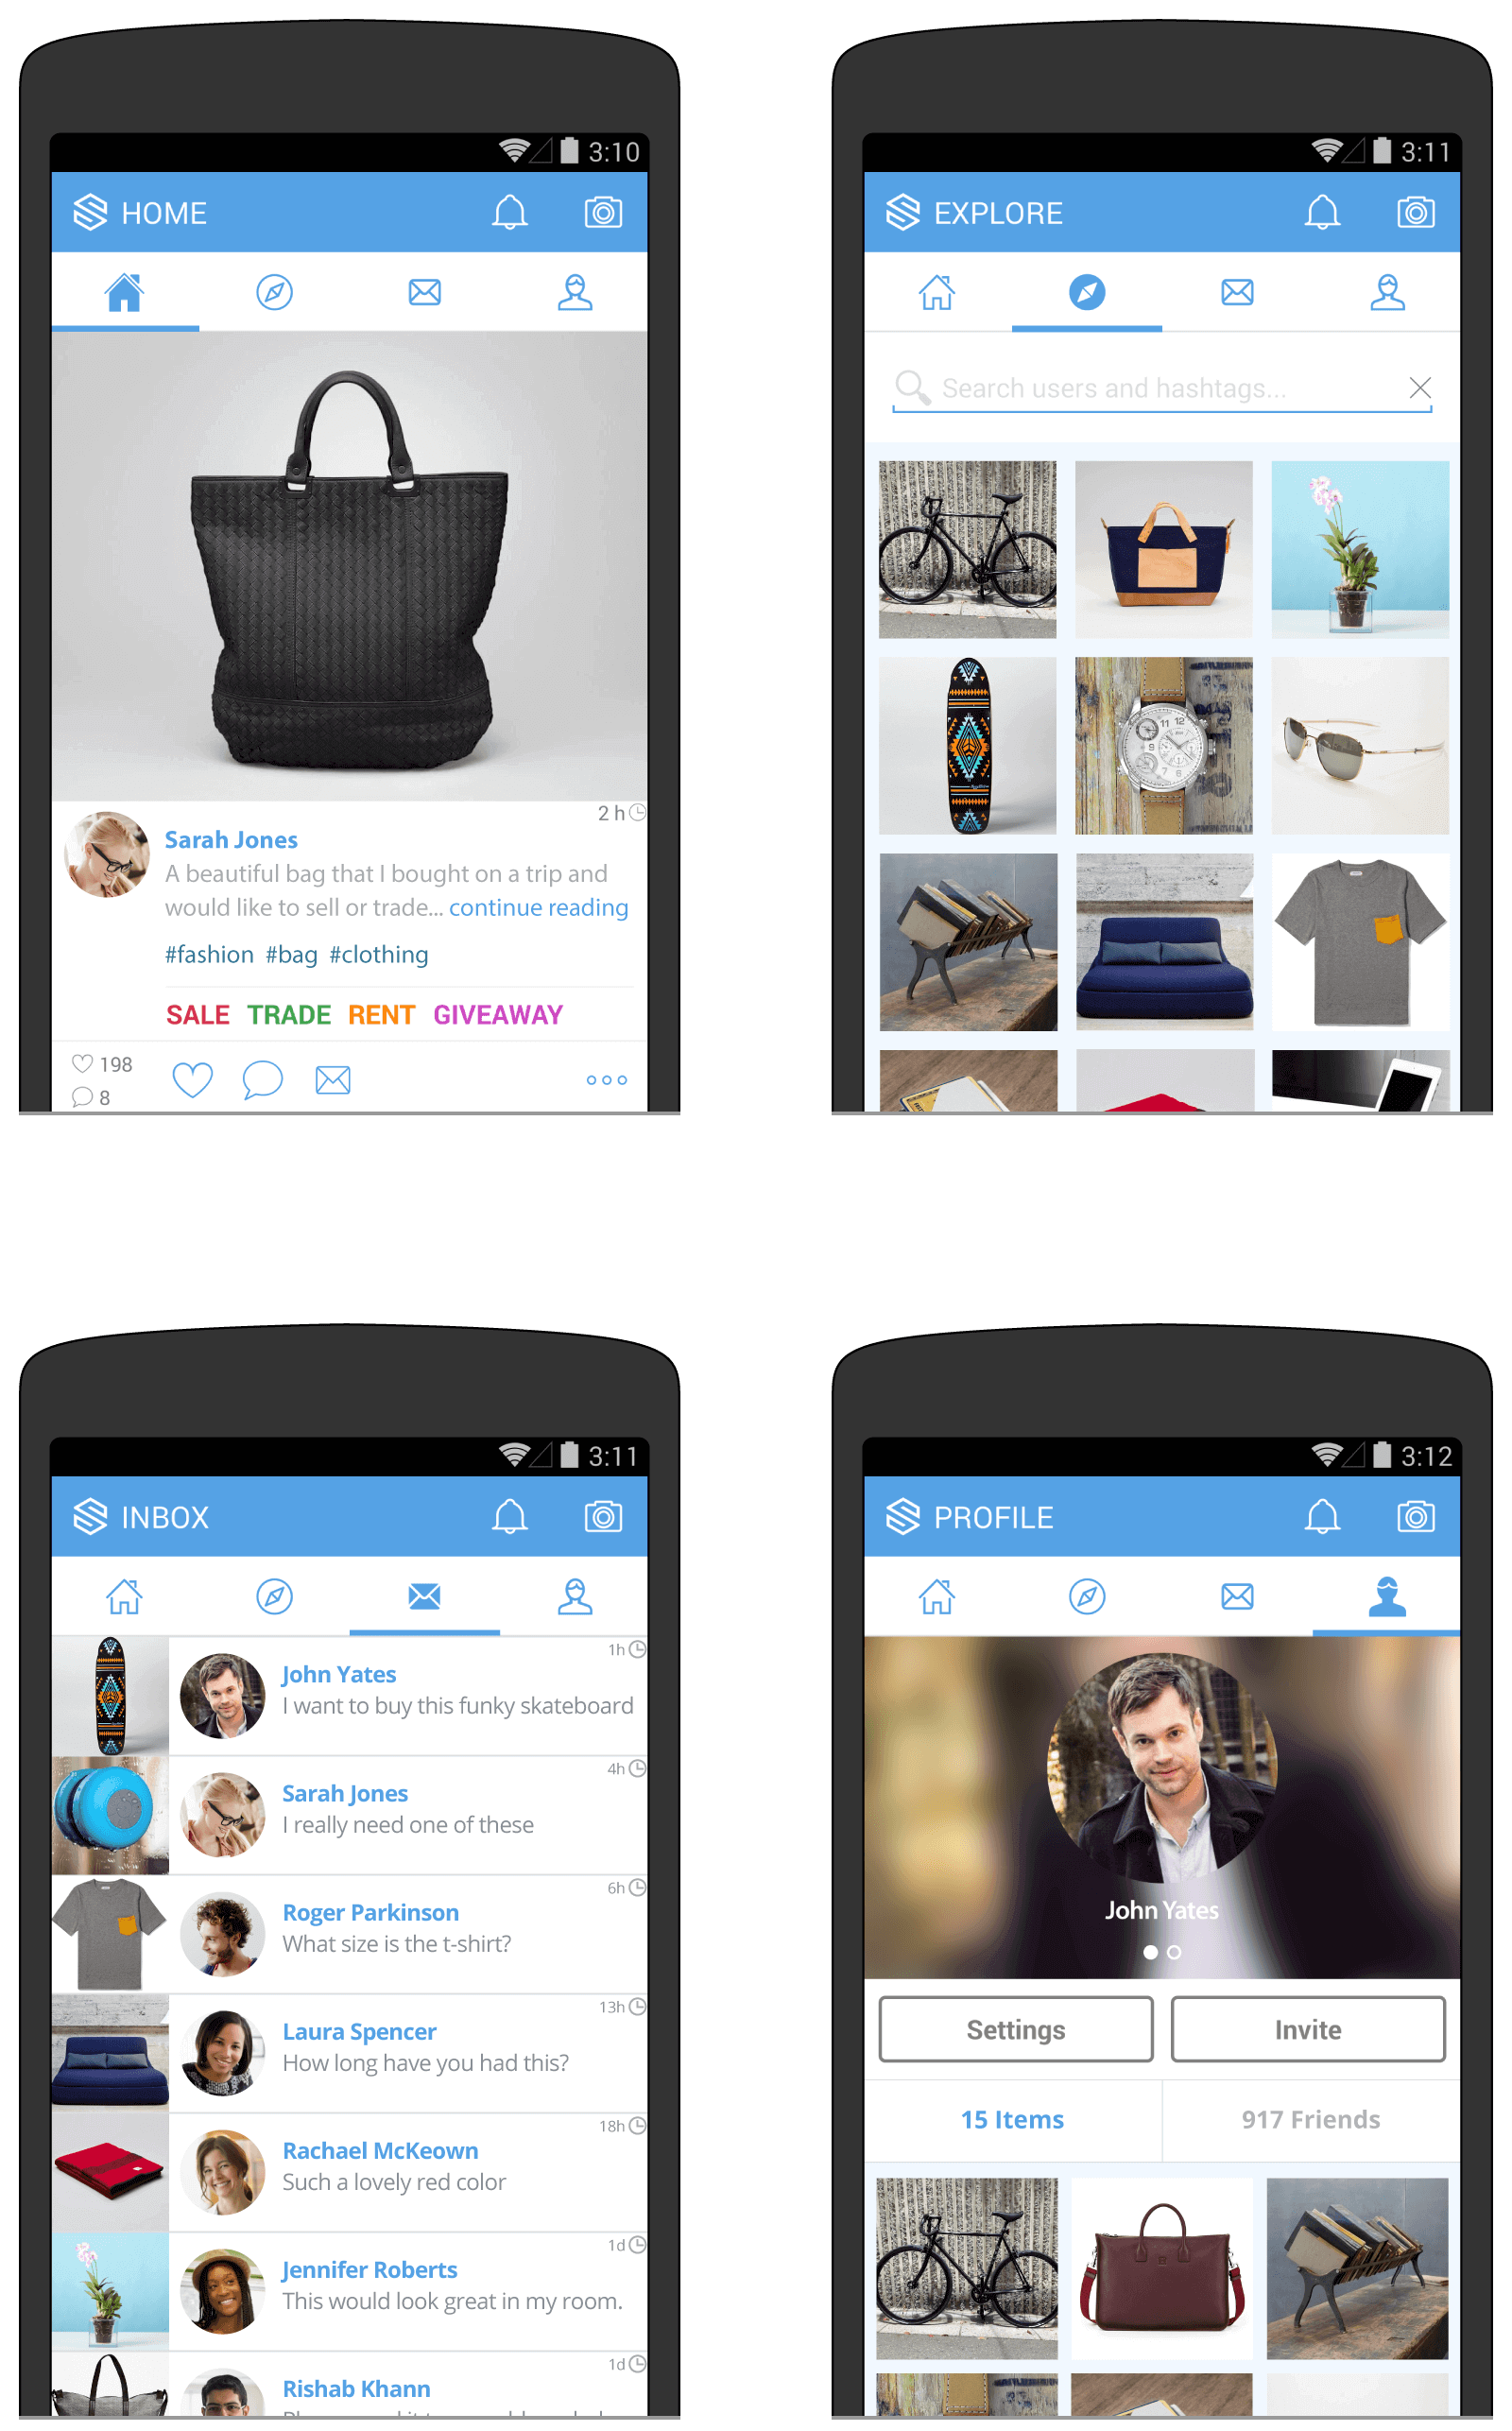 3:10
HOME
2 h
Sarah Jones
A beautiful bag that I bought on a trip and
would like to sell or trade... continue reading
#fashion #bag #clothing
SALE TRADE RENT GIVEAWAY
198
8
3:11
EXPLORE
Search users and hashtags...
3:11
INBOX
1h
John Yates
I want to buy this funky skateboard
4h
Sarah Jones
I really need one of these
6h
Roger Parkinson
What size is the t-shirt?
13h
Laura Spencer
How long have you had this?
18h
Rachael McKeown
Such a lovely red color
1d
Jennifer Roberts
This would look great in my room.
1d
Rishab Khann
3:12
PROFILE
John Yates
Settings Invite
15 Items 917 Friends